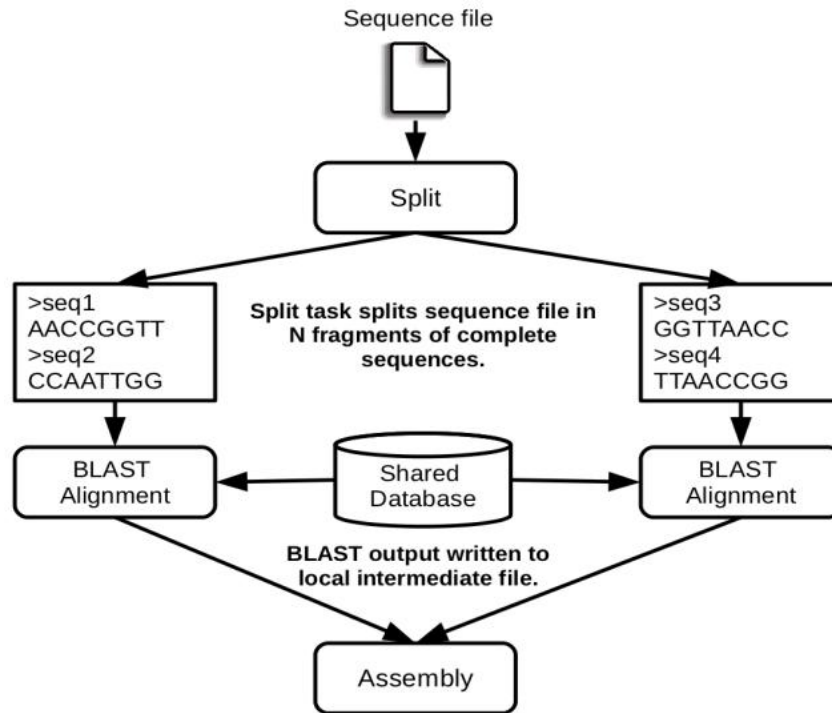 Sequence file
Split
>seq1
AACCGGTT
>seq2
CCAATTGG
Split task splits sequence file in
N fragments of complete
sequences.
>seq3
GGTTAACC
>seq4
TTAACCGG
BLAST
Alignment
Shared
Database
BLAST
Alignment
BLAST output written to
local intermediate file.
Assembly